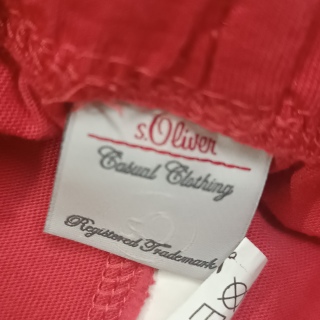 s.Oliver
Casual Clothing
Registered Trademark